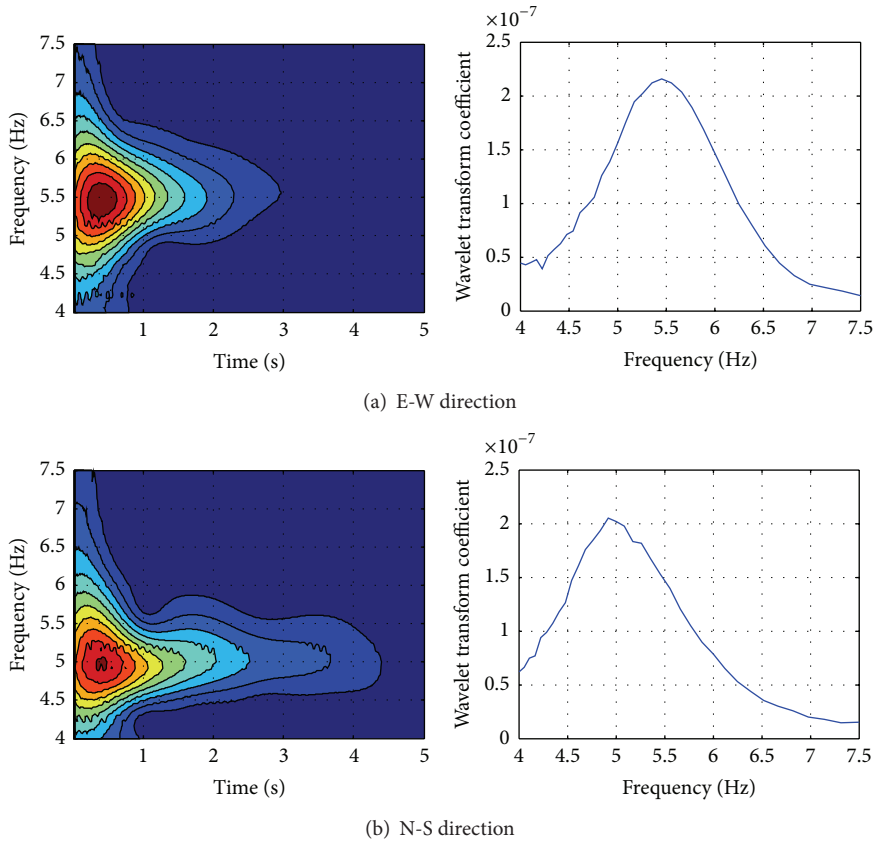 ×10⁻⁷
7.5
7
6.5
6
5.5
5
4.5
4
1 2 3 4 5
Frequency (Hz)
Time (s)
2.5
2
1.5
1
0.5
0
4 4.5 5 5.5 6 6.5 7 7.5
Wavelet transform coefficient
Frequency (Hz)
(a) E-W direction
×10⁻⁷
7.5
7
6.5
6
5.5
5
4.5
4
1 2 3 4 5
Frequency (Hz)
Time (s)
2.5
2
1.5
1
0.5
0
4 4.5 5 5.5 6 6.5 7 7.5
Wavelet transform coefficient
Frequency (Hz)
(b) N-S direction